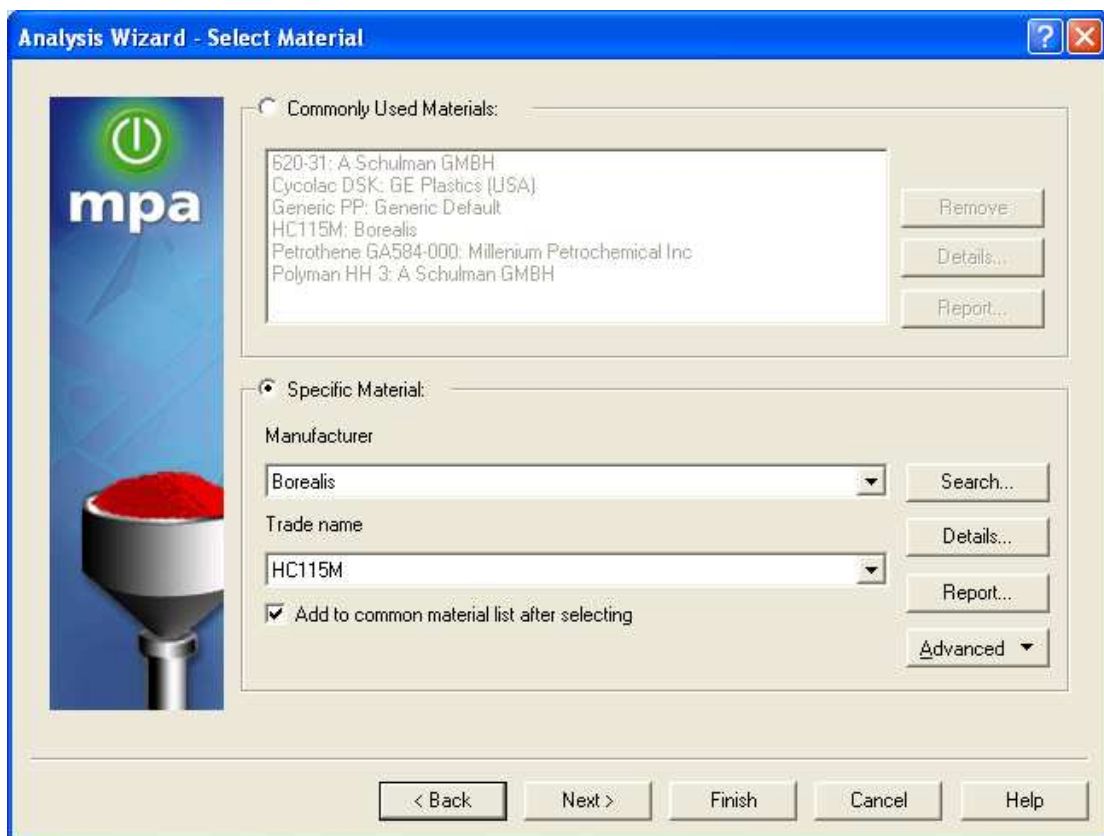 Analysis Wizard - Select Material
mpa
Commonly Used Materials:
620-31: A Schulman GMBH
Cycolac DSK: GE Plastics (USA)
Generic PP: Generic Default
HC115M: Borealis
Petrothene GA584-000: Millenium Petrochemical Inc
Polyman HH 3: A Schulman GMBH
Remove
Details...
Report...
Specific Material:
Manufacturer
Borealis
Search...
Trade name
Details...
HC115M
Report...
Add to common material list after selecting
Advanced
< Back
Next >
Finish
Cancel
Help